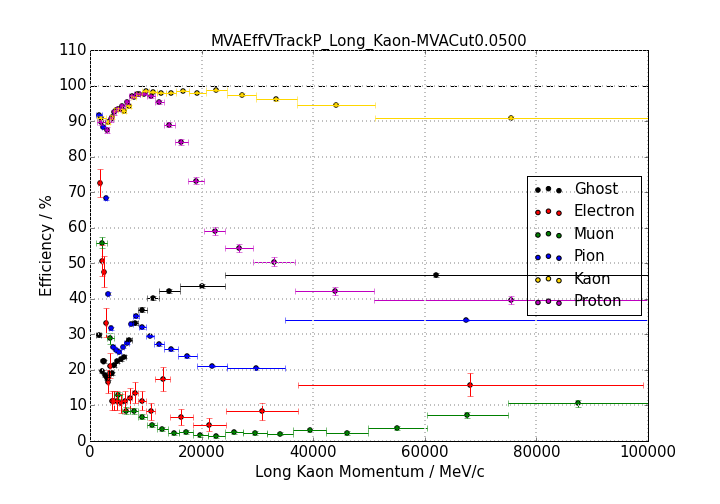 MVAEffVTrackP_Long_Kaon-MVACut0.0500
110
100
90
80
70
60
50
40
30
20
10
0
Efficiency / %
Ghost
Electron
Muon
Pion
Kaon
Proton
0 20000 40000 60000 80000 100000
Long Kaon Momentum / MeV/c